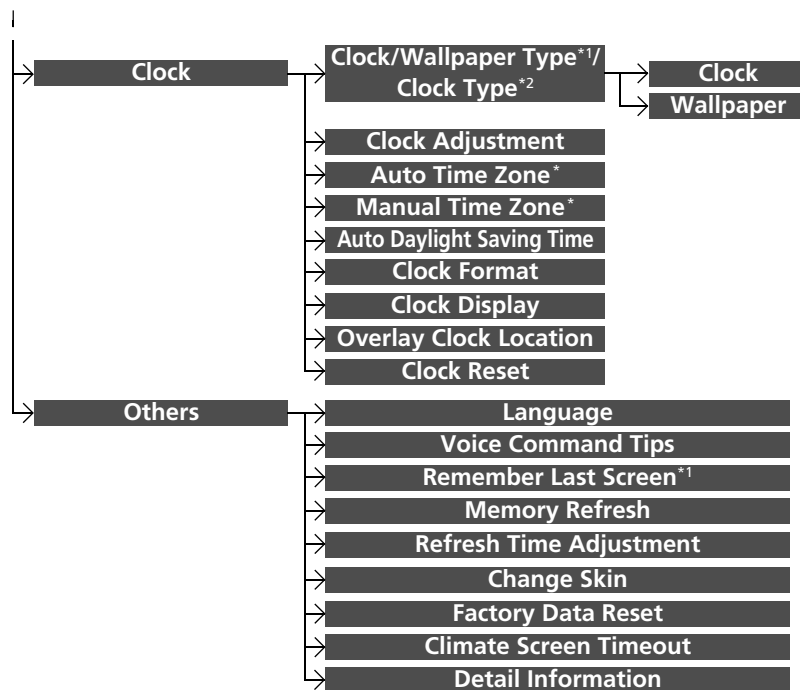 Clock
Clock/Wallpaper Type*1/
Clock Type*2
Clock
Wallpaper
Clock Adjustment
Auto Time Zone*
Manual Time Zone*
Auto Daylight Saving Time
Clock Format
Clock Display
Overlay Clock Location
Clock Reset
Others
Language
Voice Command Tips
Remember Last Screen*1
Memory Refresh
Refresh Time Adjustment
Change Skin
Factory Data Reset
Climate Screen Timeout
Detail Information